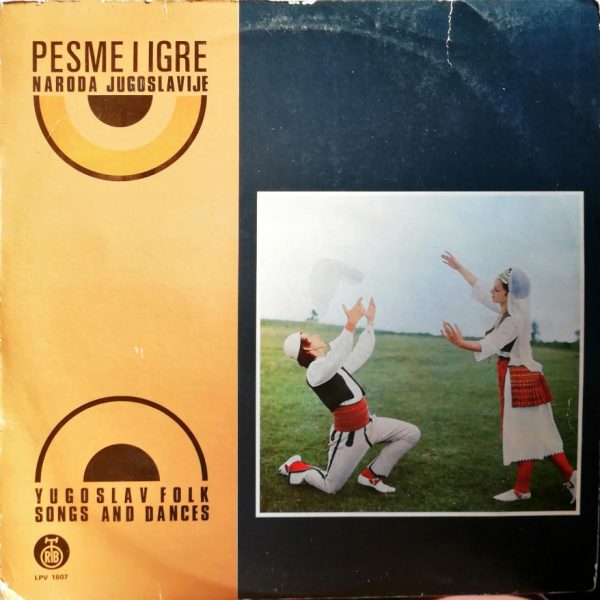 PESME I IGRE
NARODA JUGOSLAVIJE
YUGOSLAV FOLK
SONGS AND DANCES
RTB
LPV 1807